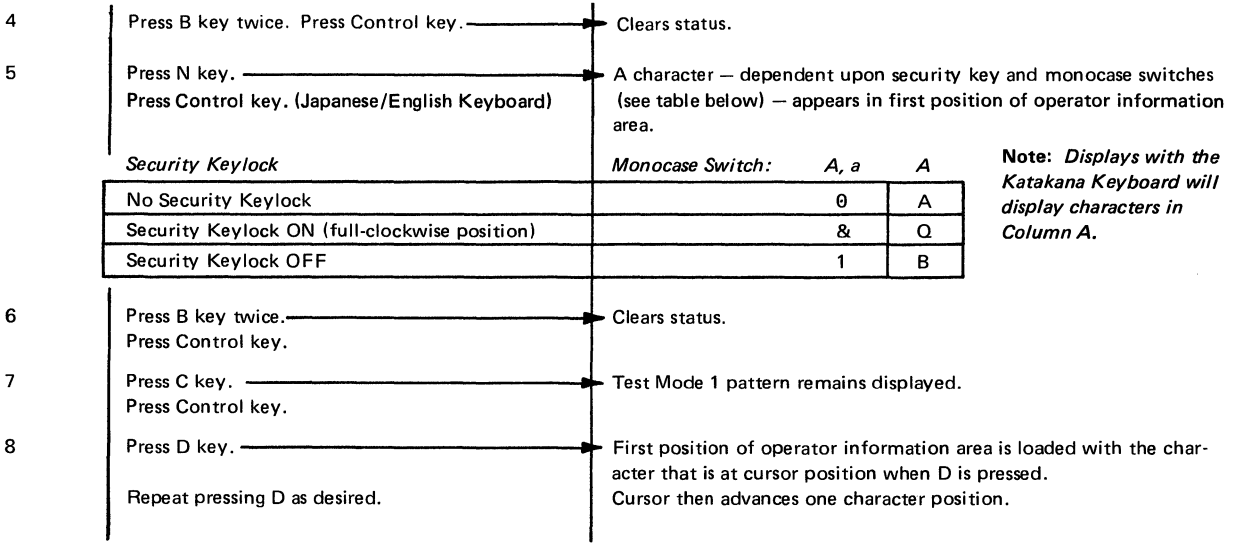 4 Press B key twice. Press Control key. Clears status.
5 Press N key. A character — dependent upon security key and monocase switches
Press Control key. (Japanese/English Keyboard) (see table below) — appears in first position of operator information
area.
Security Keylock Monocase Switch: A, a A
No Security Keylock 0 A
Security Keylock ON (full-clockwise position) & Q
Security Keylock OFF 1 B
Note: Displays with the
Katakana Keyboard will
display characters in
Column A.
6 Press B key twice. Clears status.
Press Control key.
7 Press C key. Test Mode 1 pattern remains displayed.
Press Control key.
8 Press D key. First position of operator information area is loaded with the char-
acter that is at cursor position when D is pressed.
Repeat pressing D as desired. Cursor then advances one character position.